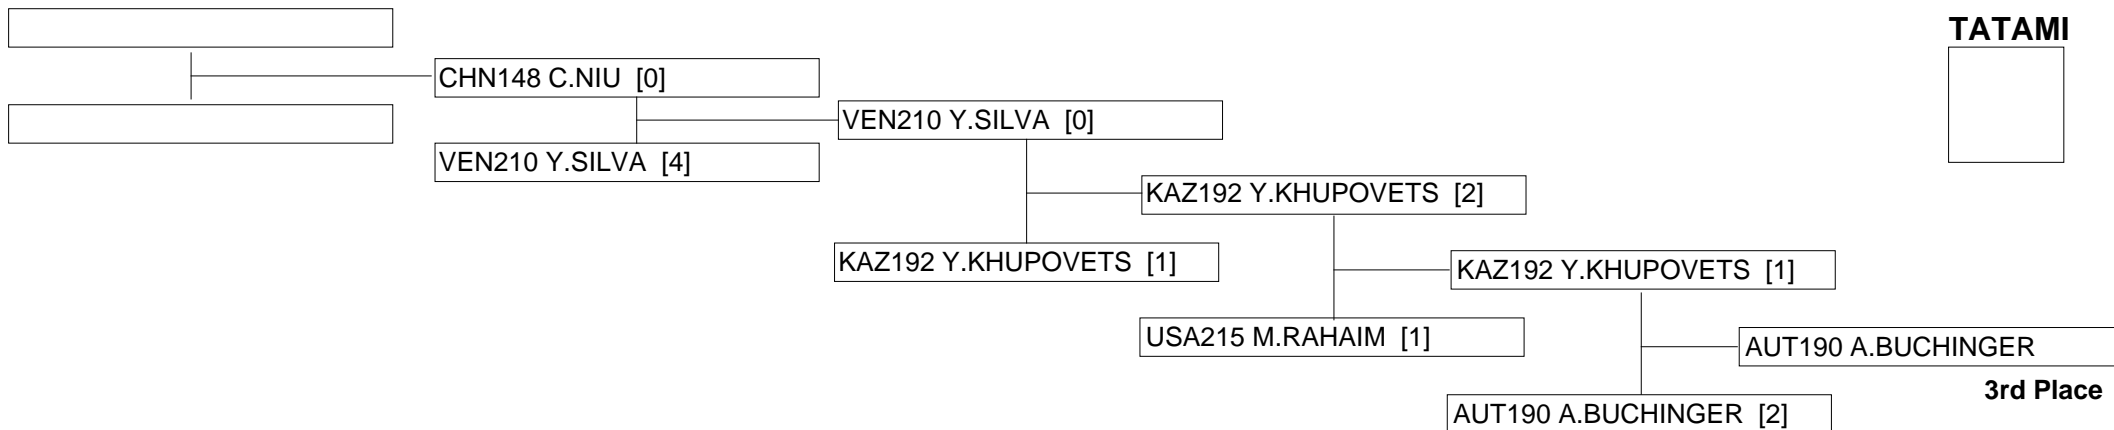 TATAMI
CHN148 C.NIU [0]
VEN210 Y.SILVA [0]
VEN210 Y.SILVA [4]
KAZ192 Y.KHUPOVETS [2]
KAZ192 Y.KHUPOVETS [1]
KAZ192 Y.KHUPOVETS [1]
USA215 M.RAHAIM [1]
AUT190 A.BUCHINGER
3rd Place
AUT190 A.BUCHINGER [2]